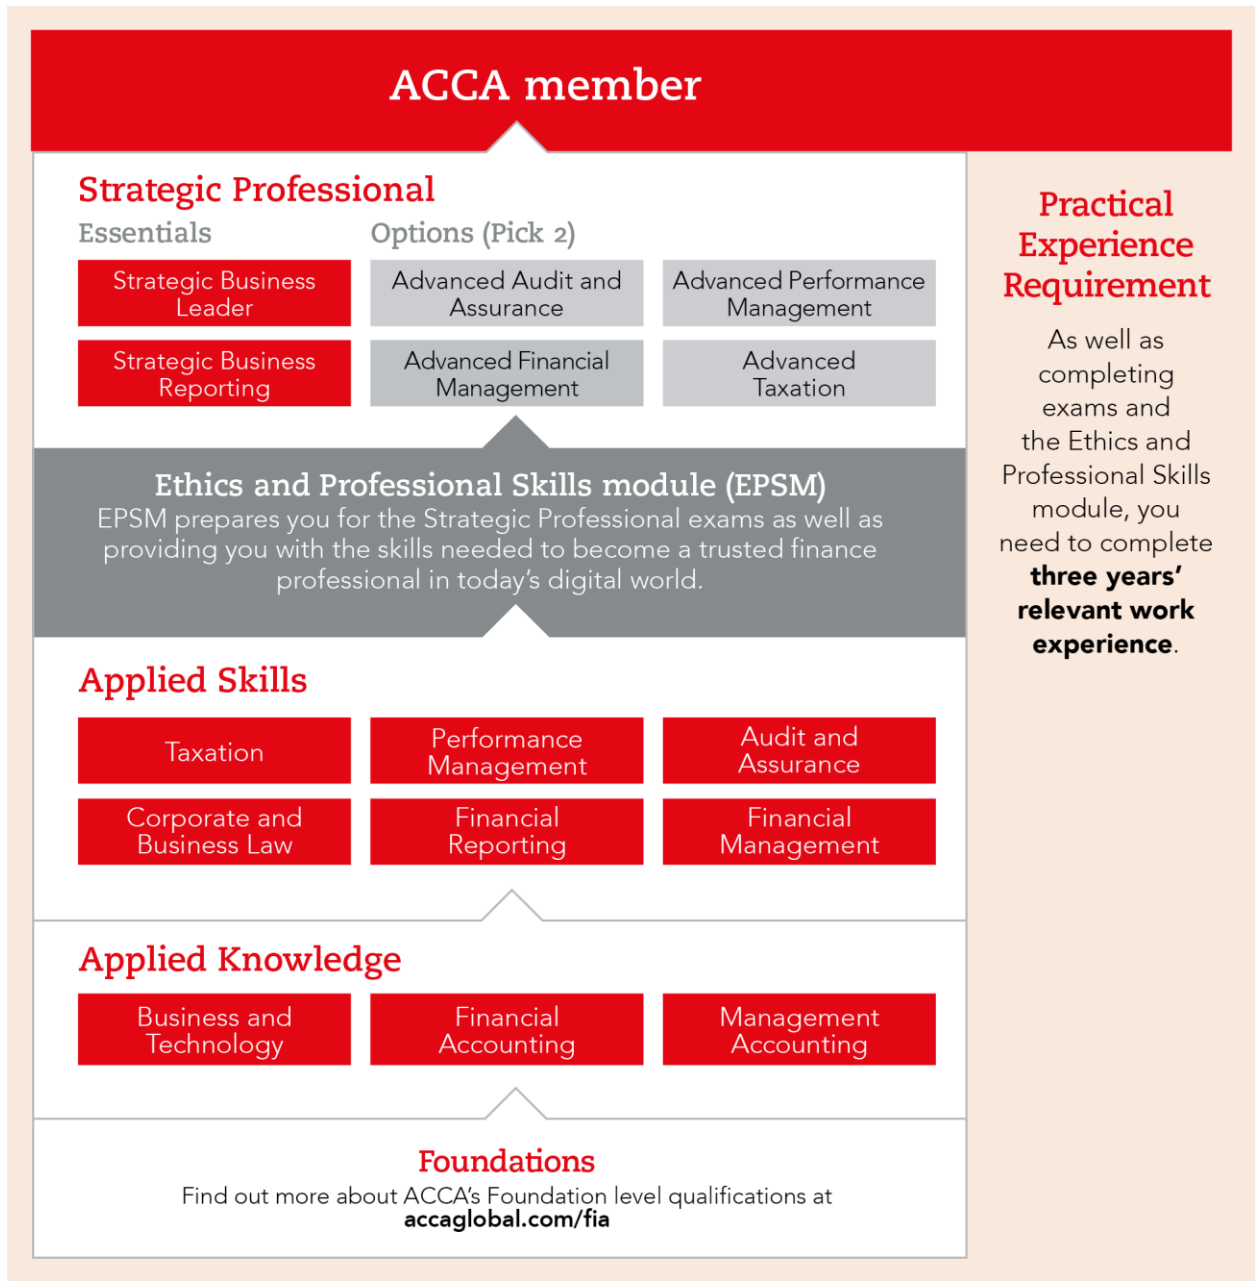 ACCA member
Strategic Professional
Essentials
Options (Pick 2)
Strategic Business
Leader
Advanced Audit and
Assurance
Advanced Performance
Management
Strategic Business
Reporting
Advanced Financial
Management
Advanced
Taxation
Ethics and Professional Skills module (EPSM)
EPSM prepares you for the Strategic Professional exams as well as
providing you with the skills needed to become a trusted finance
professional in today’s digital world.
Applied Skills
Taxation
Performance
Management
Audit and
Assurance
Corporate and
Business Law
Financial
Reporting
Financial
Management
Applied Knowledge
Business and
Technology
Financial
Accounting
Management
Accounting
Foundations
Find out more about ACCA’s Foundation level qualifications at
accaglobal.com/fia
Practical
Experience
Requirement
As well as
completing
exams and
the Ethics and
Professional Skills
module, you
need to complete
three years’
relevant work
experience.